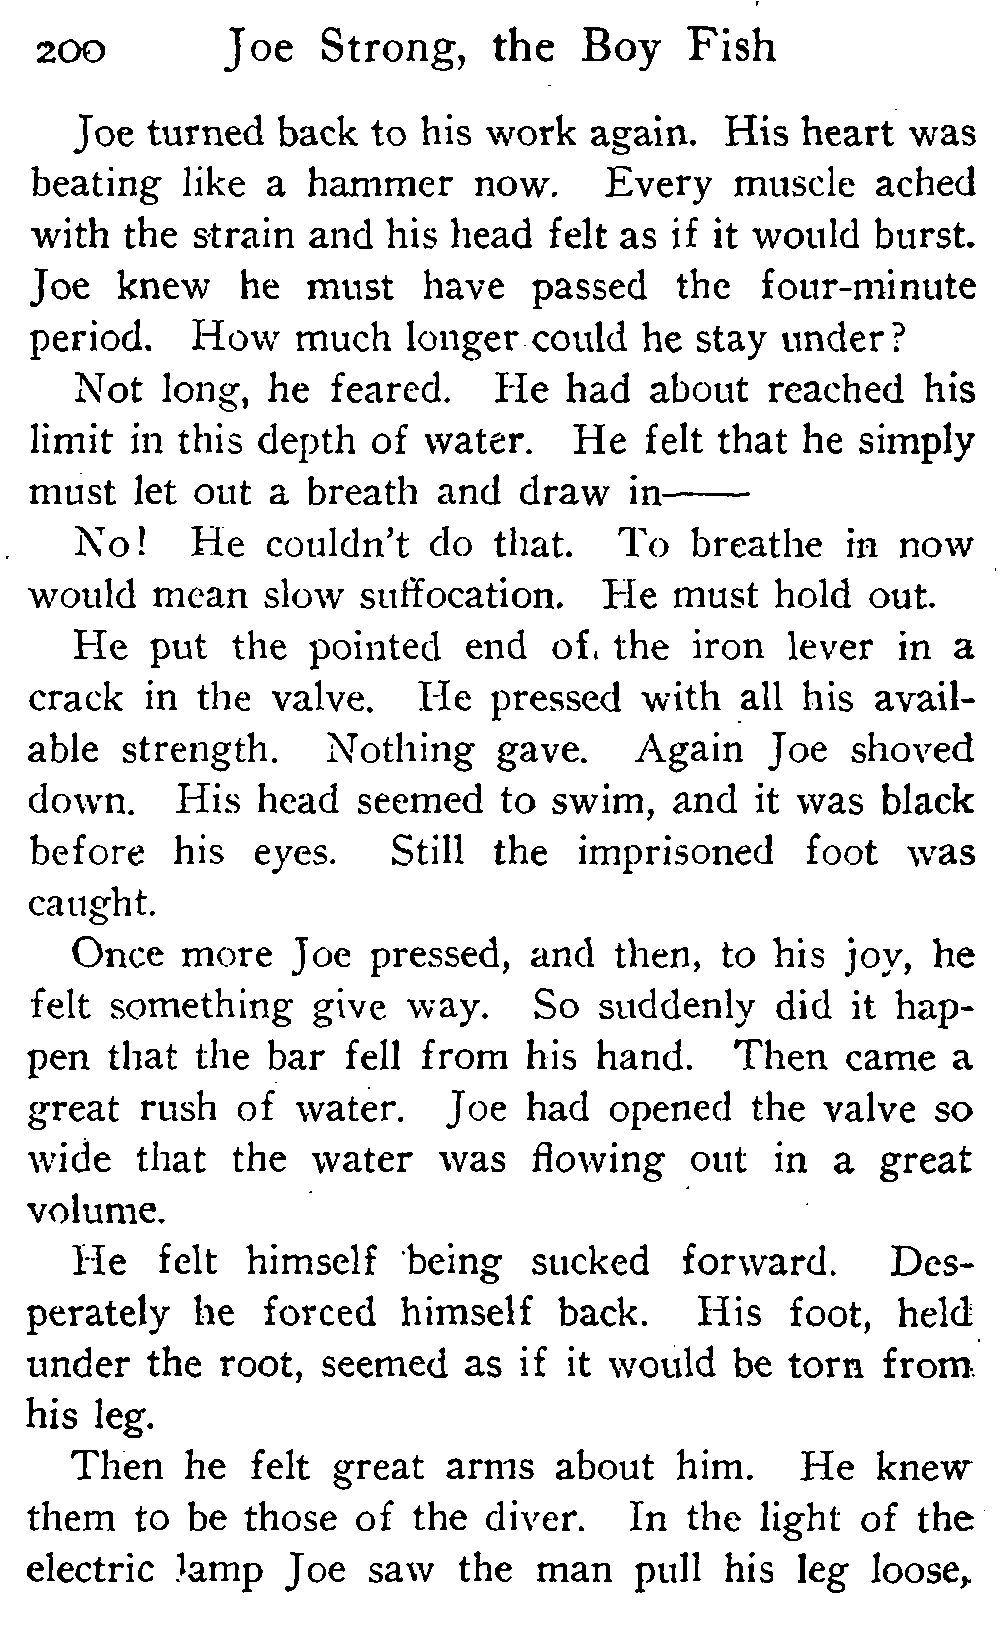 200 Joe Strong, the Boy Fish
Joe turned back to his work again. His heart was
beating like a hammer now. Every muscle ached
with the strain and his head felt as if it would burst.
Joe knew he must have passed the four-minute
period. How much longer could he stay under?
Not long, he feared. He had about reached his
limit in this depth of water. He felt that he simply
must let out a breath and draw in——
No! He couldn't do that. To breathe in now
would mean slow suffocation. He must hold out.
He put the pointed end of the iron lever in a
crack in the valve. He pressed with all his avail-
able strength. Nothing gave. Again Joe shoved
down. His head seemed to swim, and it was black
before his eyes. Still the imprisoned foot was
caught.
Once more Joe pressed, and then, to his joy, he
felt something give way. So suddenly did it hap-
pen that the bar fell from his hand. Then came a
great rush of water. Joe had opened the valve so
wide that the water was flowing out in a great
volume.
He felt himself being sucked forward. Des-
perately he forced himself back. His foot, held
under the root, seemed as if it would be torn from
his leg.
Then he felt great arms about him. He knew
them to be those of the diver. In the light of the
electric lamp Joe saw the man pull his leg loose,